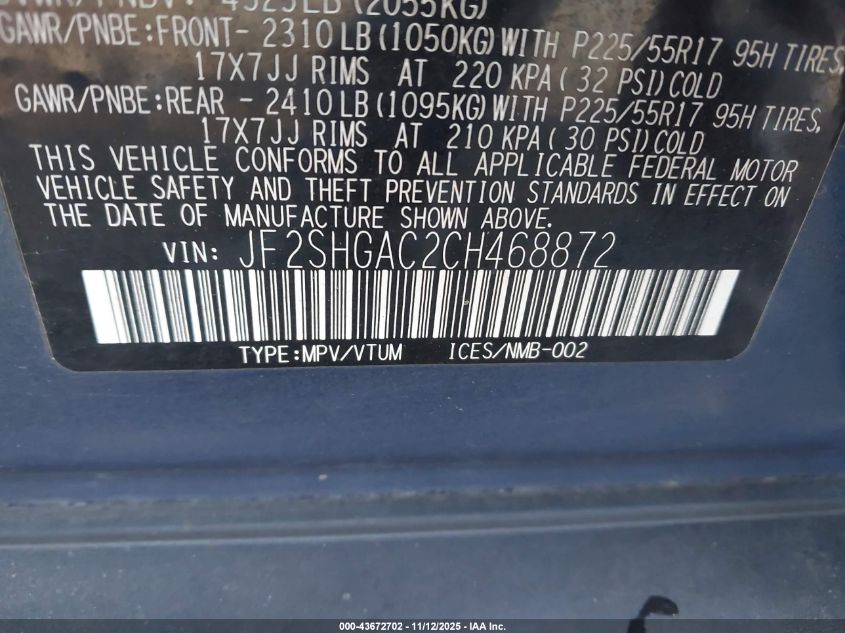 GVWR/PNBV: 4525LB (2055KG)
GAWR/PNBE:FRONT- 2310 LB (1050KG) WITH P225/55R17 95H TIRES,
17X7JJ RIMS AT 220 KPA ( 32 PSI) COLD
GAWR/PNBE:REAR - 2410 LB (1095KG) WITH P225/55R17 95H TIRES,
17X7JJ RIMS AT 210 KPA ( 30 PSI) COLD
THIS VEHICLE CONFORMS TO ALL APPLICABLE FEDERAL MOTOR
VEHICLE SAFETY AND THEFT PREVENTION STANDARDS IN EFFECT ON
THE DATE OF MANUFACTURE SHOWN ABOVE.
VIN: JF2SHGAC2CH468872
TYPE:MPV/VTUM ICES/NMB-002
000-43672702 - 11/12/2025 - IAA Inc.